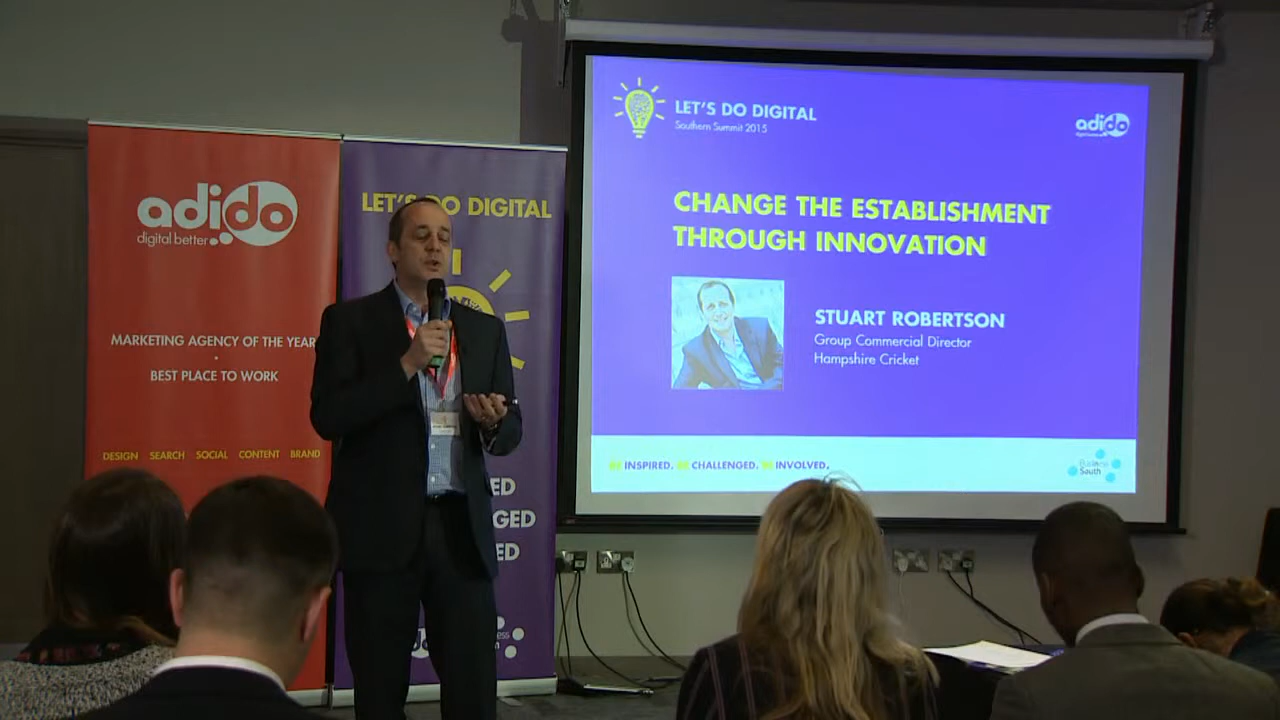 adido
digital better
MARKETING AGENCY OF THE YEAR
BEST PLACE TO WORK
DESIGN SEARCH SOCIAL CONTENT BRAND
LET'S DO DIGITAL
ED
GED
ED
LET'S DO DIGITAL
Southern Summit 2015
adido
CHANGE THE ESTABLISHMENT
THROUGH INNOVATION
STUART ROBERTSON
Group Commercial Director
Hampshire Cricket
INSPIRED. CHALLENGED. INVOLVED.
Business
South